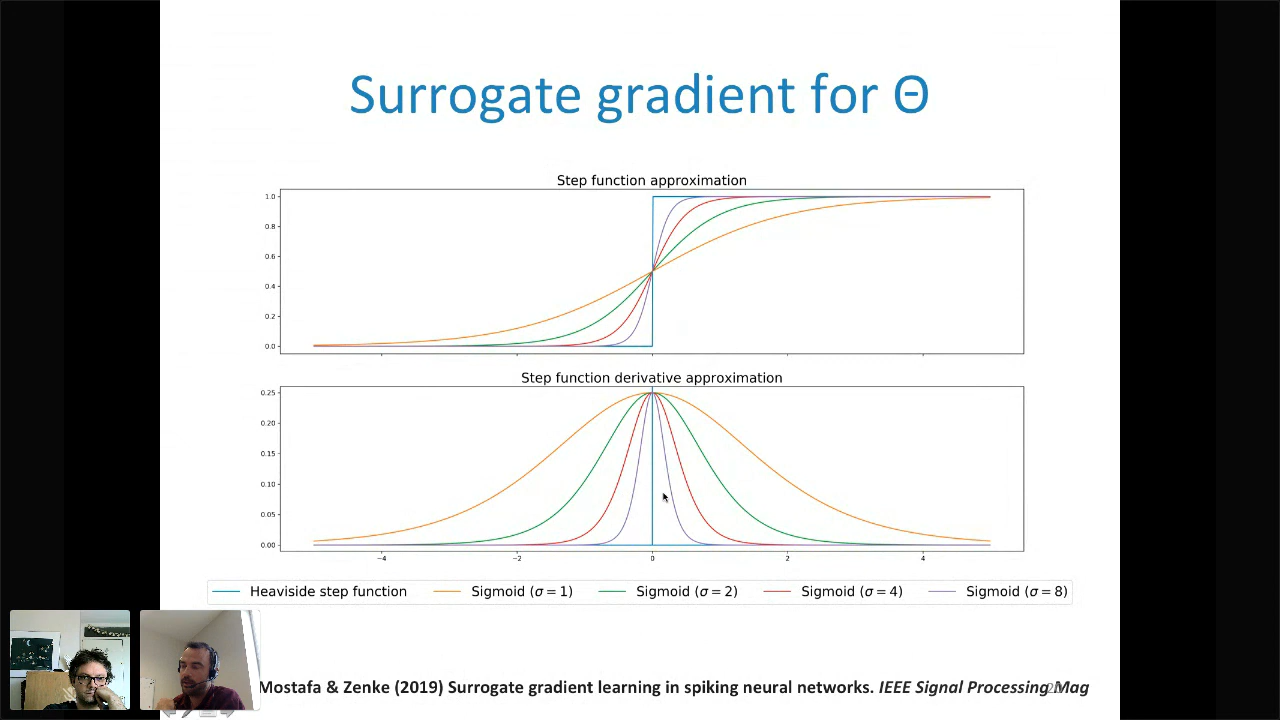 Surrogate gradient for Θ
Step function approximation
1.0
0.8
0.6
0.4
0.2
0.0
Step function derivative approximation
0.25
0.20
0.15
0.10
0.05
0.00
−4 −2 0 2 4
Heaviside step function Sigmoid (σ = 1) Sigmoid (σ = 2) Sigmoid (σ = 4) Sigmoid (σ = 8)
Mostafa & Zenke (2019) Surrogate gradient learning in spiking neural networks. IEEE Signal Processing Mag